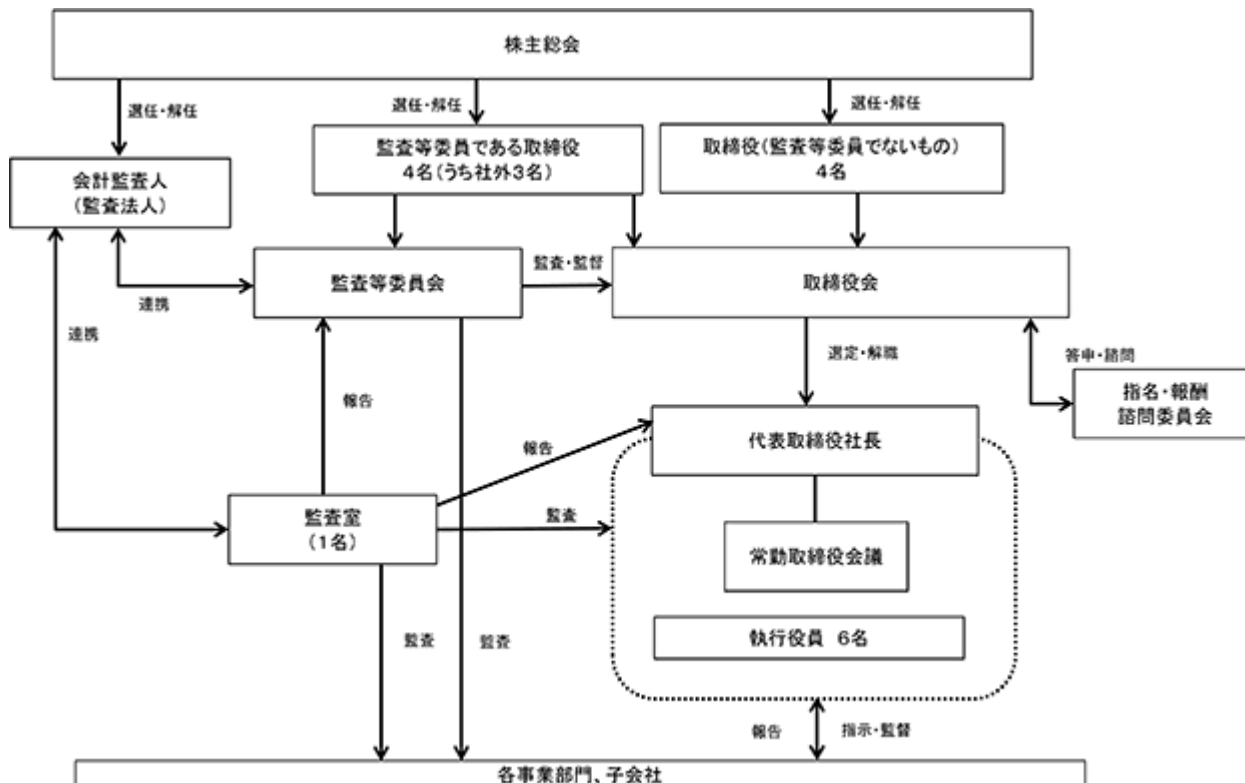 株主総会
選任・解任
選任・解任
選任・解任
監査等委員である取締役
4名(うち社外3名)
取締役(監査等委員でないもの)
4名
会計監査人
(監査法人)
監査等委員会
監査・監督
取締役会
連携
連携
選定・解職
答申・諮問
指名・報酬
諮問委員会
報告
代表取締役社長
報告
監査室
(1名)
監査
常勤取締役会議
執行役員 6名
監査
監査
報告
指示・監督
各事業部門、子会社